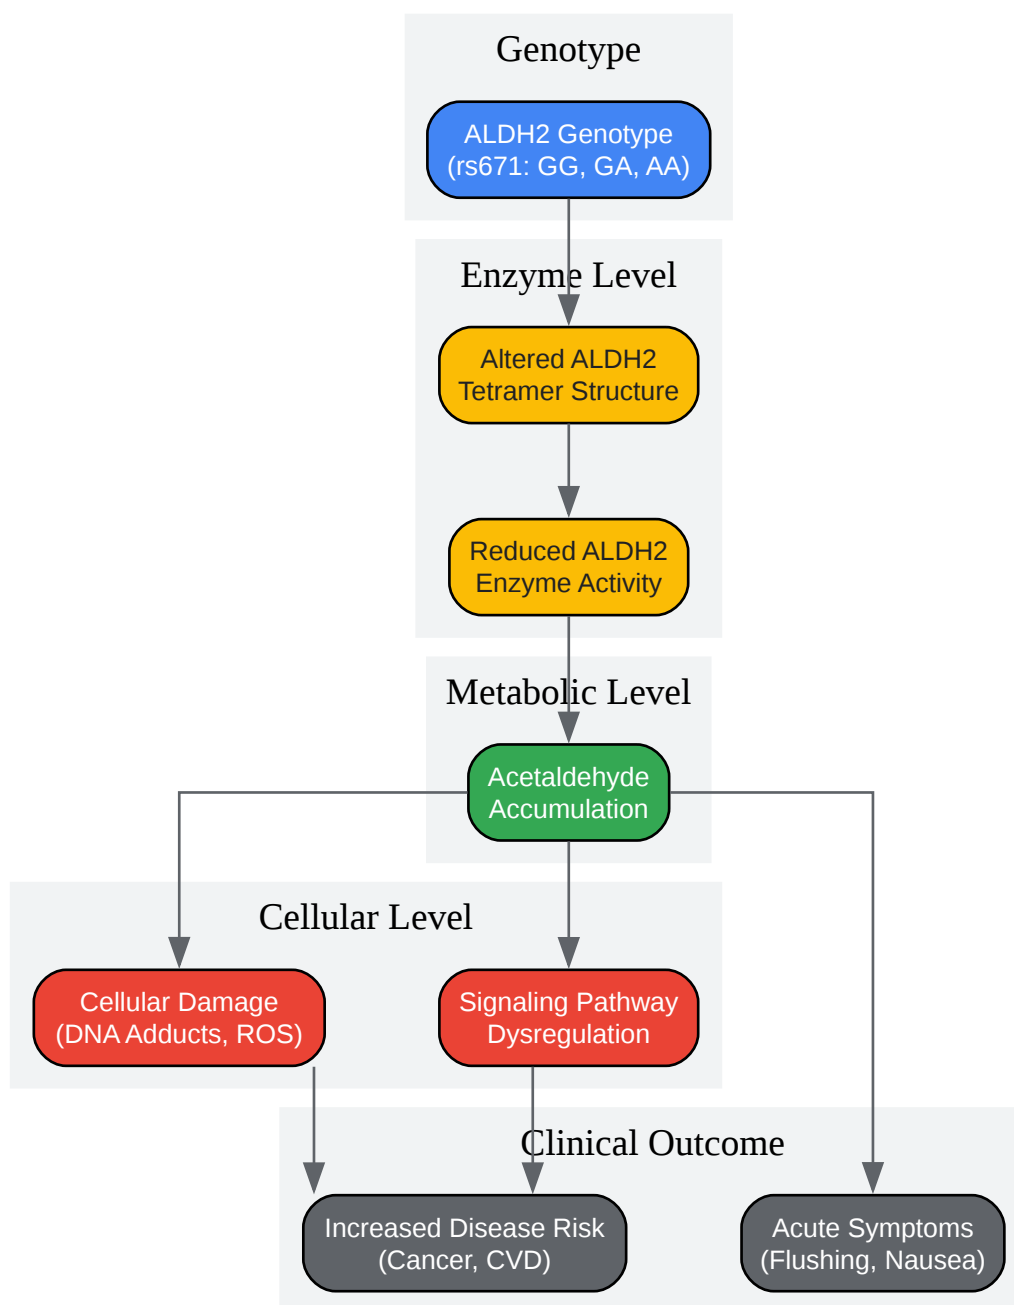 Genotype
ALDH2 Genotype
(rs671: GG, GA, AA)
Enzyme Level
Altered ALDH2
Tetramer Structure
Reduced ALDH2
Enzyme Activity
Metabolic Level
Acetaldehyde
Accumulation
Cellular Level
Cellular Damage
(DNA Adducts, ROS)
Signaling Pathway
Dysregulation
Clinical Outcome
Increased Disease Risk
(Cancer, CVD)
Acute Symptoms
(Flushing, Nausea)